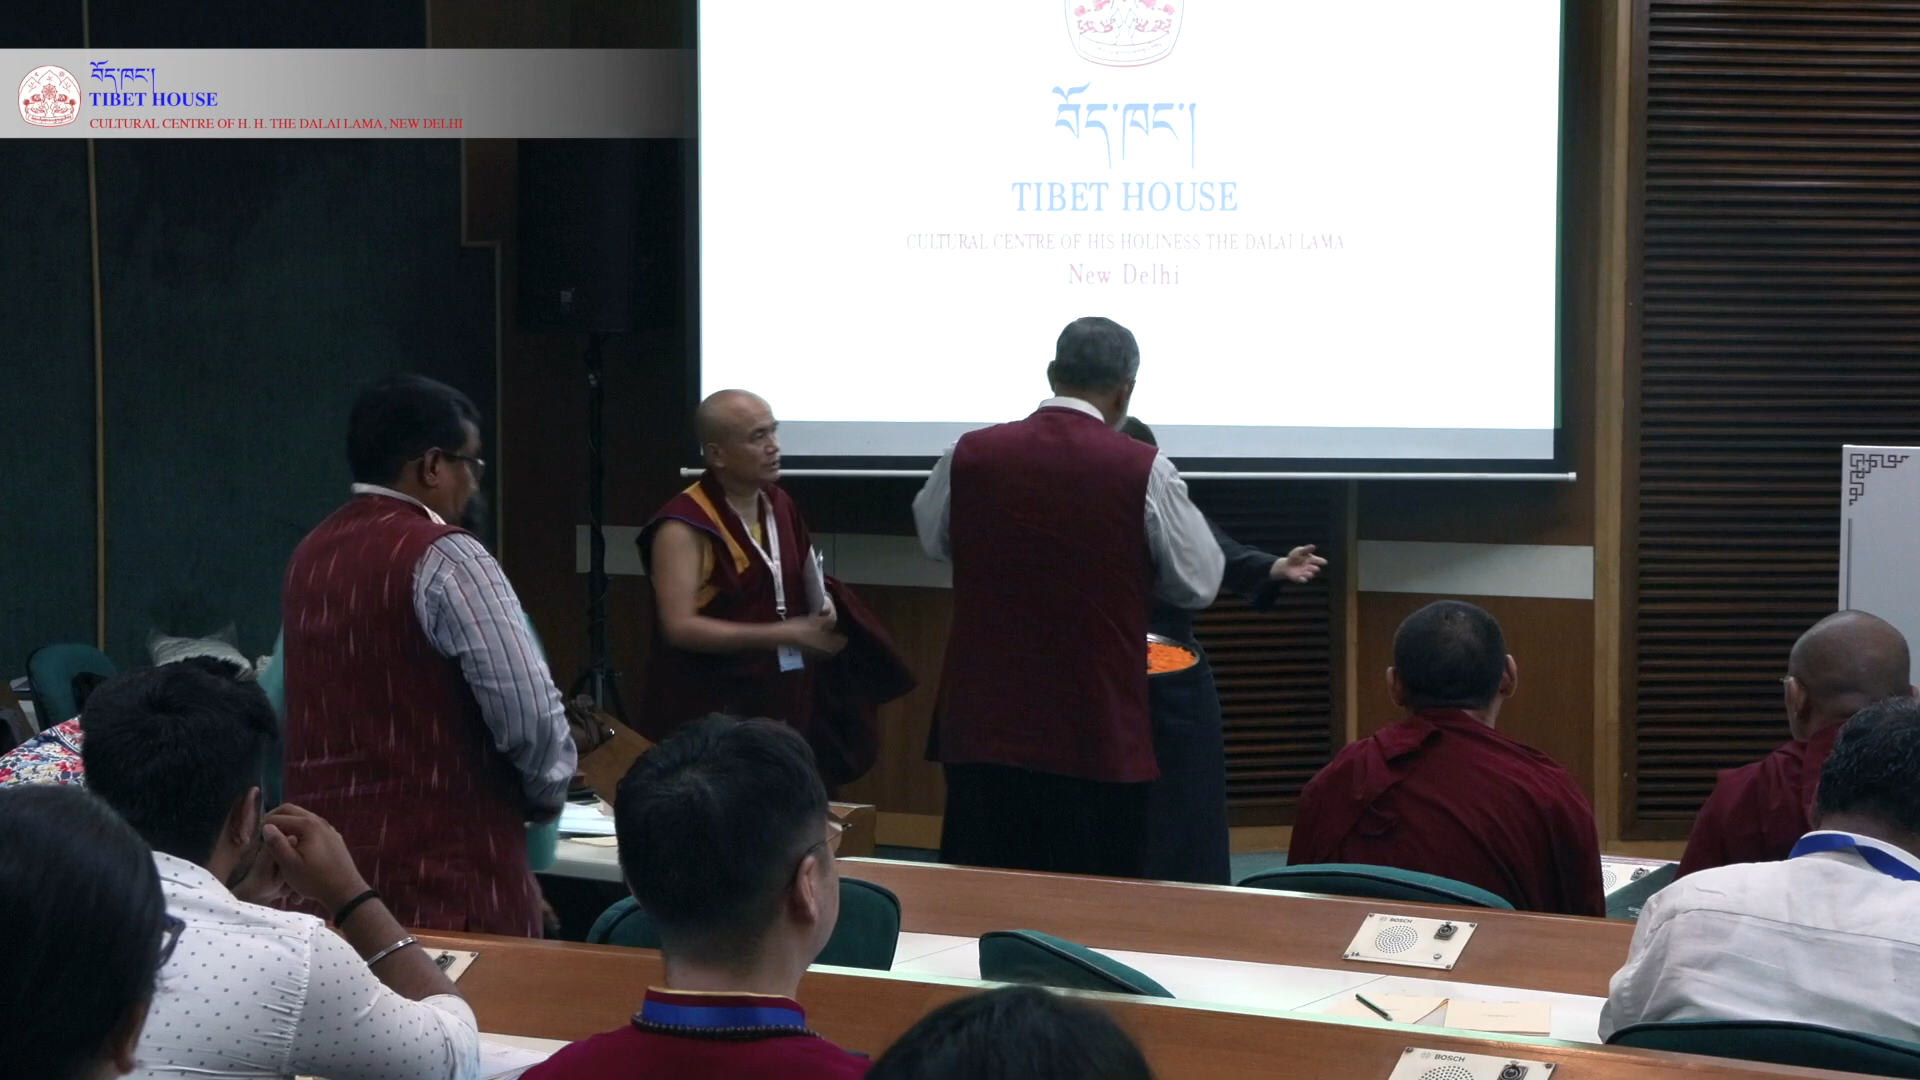 བོད་ཁང་།
TIBET HOUSE
CULTURAL CENTRE OF H. H. THE DALAI LAMA, NEW DELHI
བོད་ཁང་།
TIBET HOUSE
CULTURAL CENTRE OF HIS HOLINESS THE DALAI LAMA
New Delhi
BOSCH
BOSCH